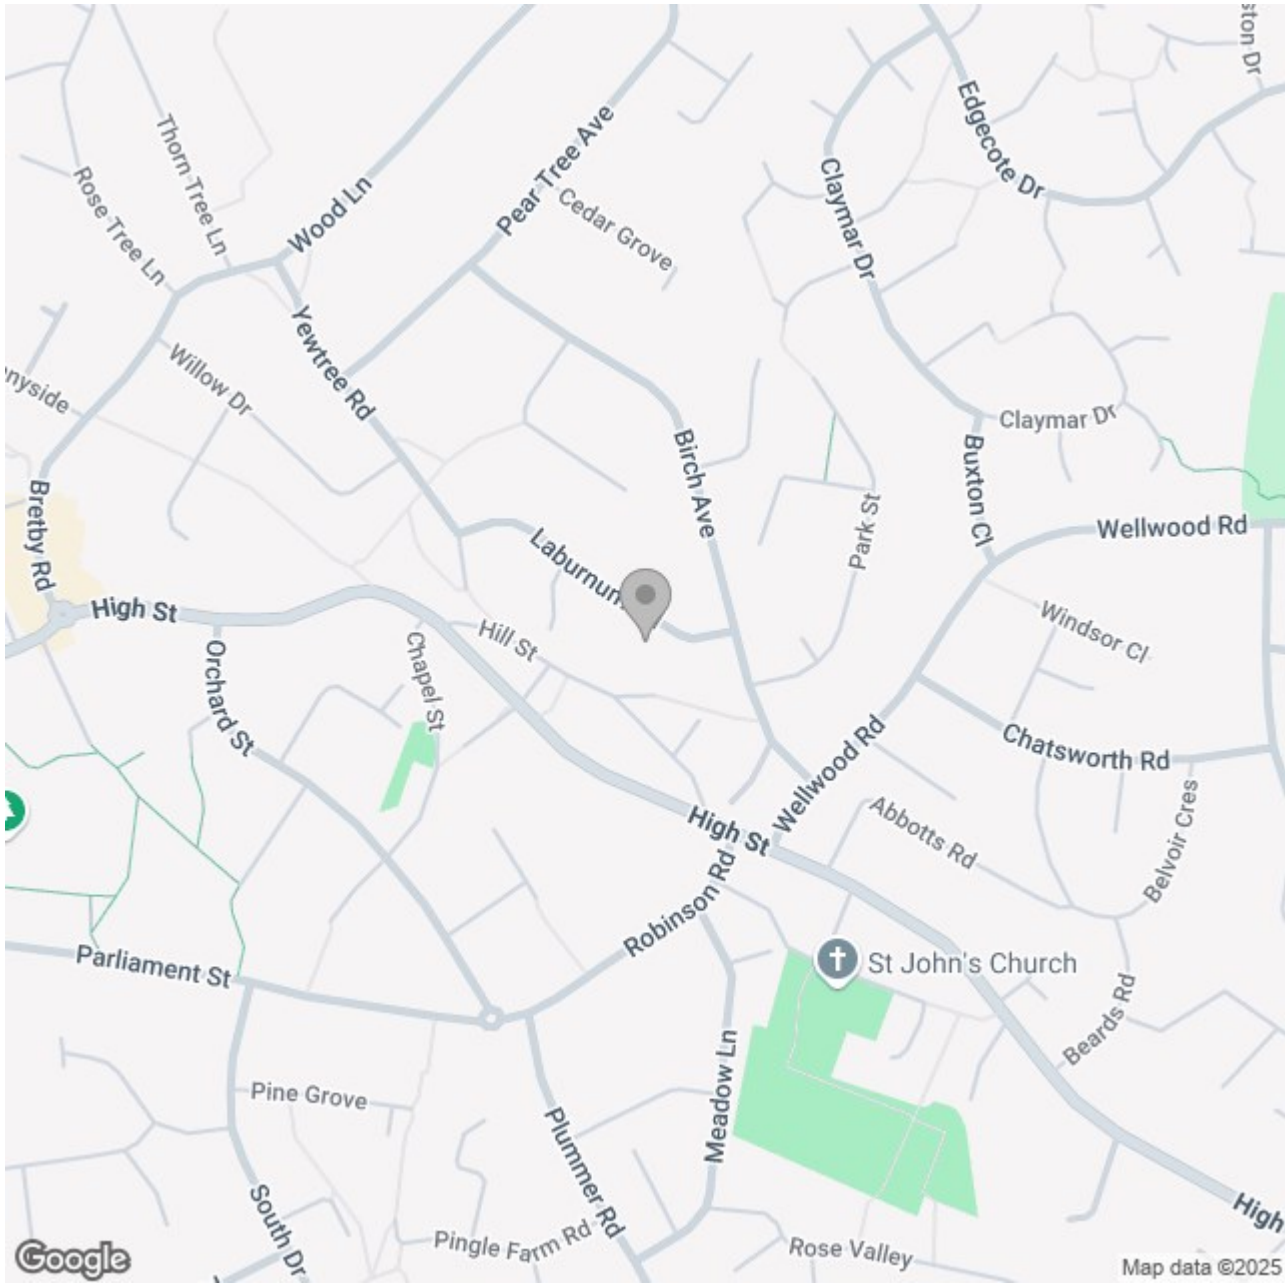 ston Dr
Edgecote Dr
Thorn Tree Ln
Pear Tree Ave
Rose Tree Ln
Wood Ln
Cedar Grove
Claymar Dr
Yewtree Rd
Willow Dr
nyside
Claymar Dr
Birch Ave
Buxton Cl
Bretby Rd
Park St
Wellwood Rd
Laburnum
High St
Hill St
Windsor Cl
Chapel St
Orchard St
Wellwood Rd
Chatsworth Rd
High St
Abbotts Rd
Belvoir Cres
Robinson Rd
Parliament St
St John's Church
Beards Rd
Meadow Ln
Pine Grove
Plummer Rd
South Dr
Pingle Farm Rd
Rose Valley
High
Google
Map data ©2025